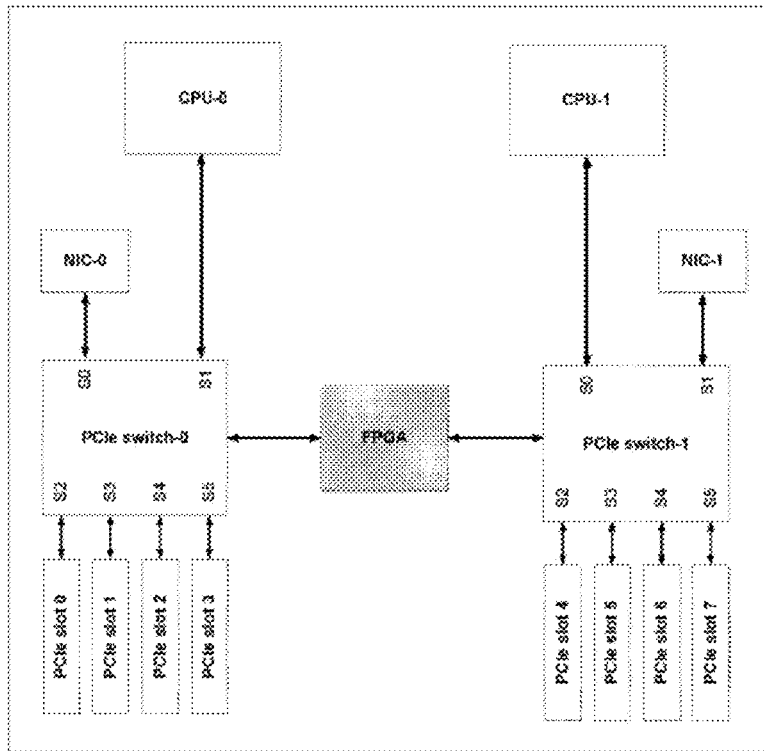 CPU-0
CPU-1
NIC-0
NIC-1
S0
S1
S0
S1
PCIe switch-0
FPGA
PCIe switch-1
S2
S3
S4
S5
S2
S3
S4
S5
PCIe slot 0
PCIe slot 1
PCIe slot 2
PCIe slot 3
PCIe slot 4
PCIe slot 5
PCIe slot 6
PCIe slot 7